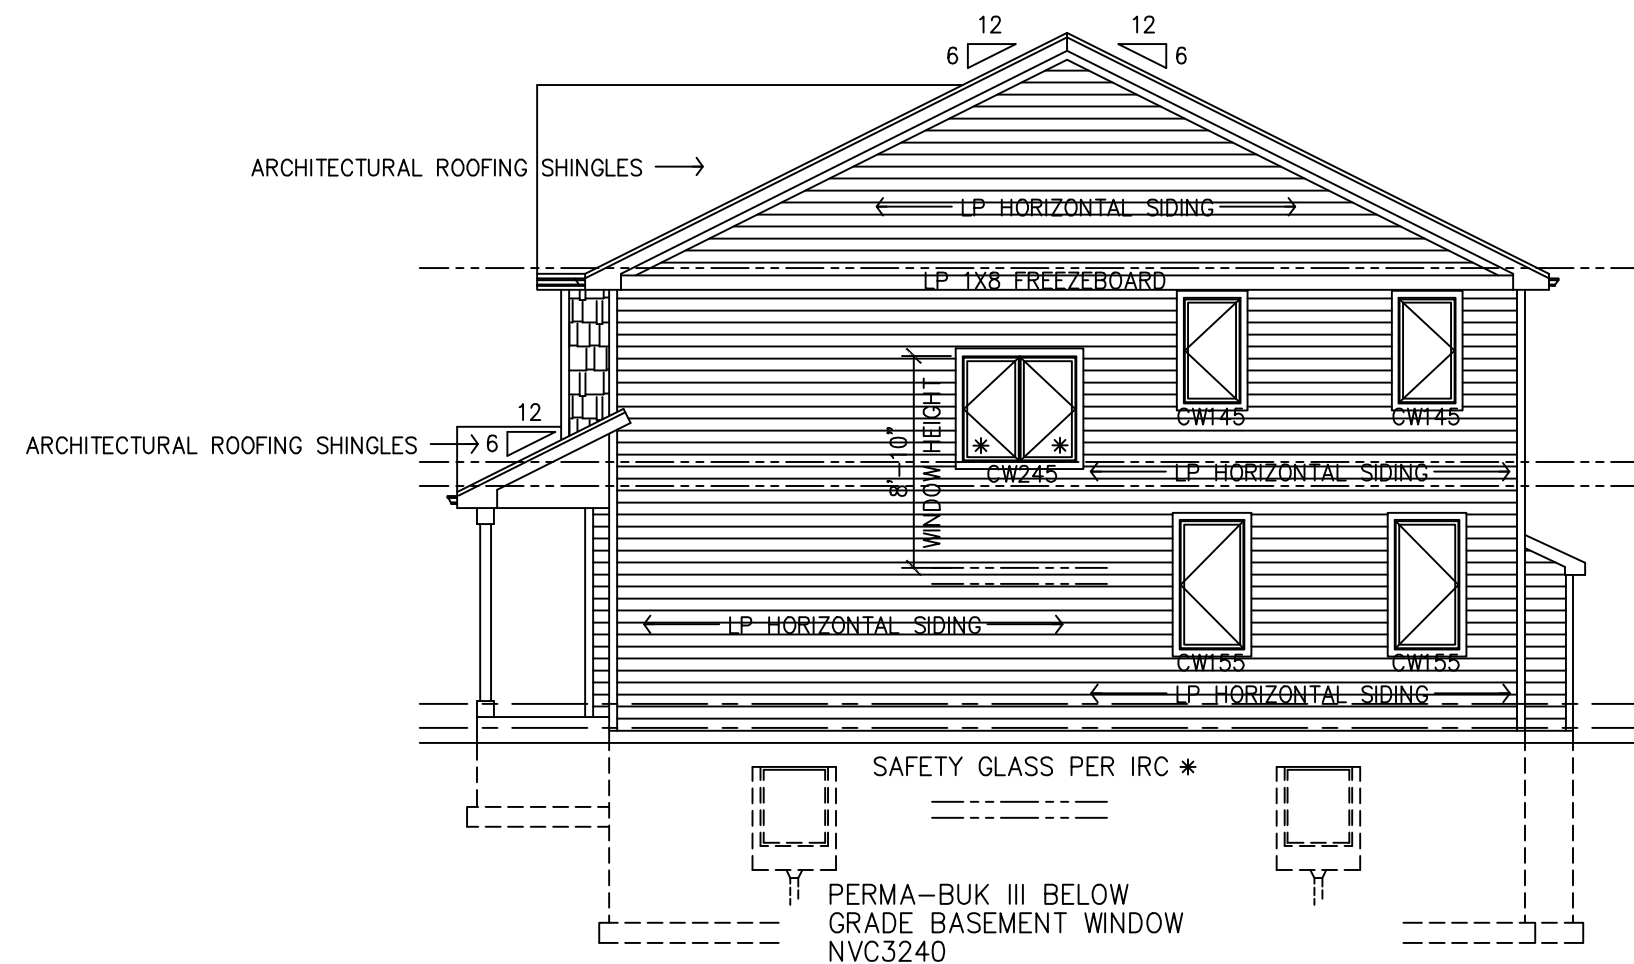 12 12
6 6
ARCHITECTURAL ROOFING SHINGLES
LP HORIZONTAL SIDING
LP 1X8 FREEZEBOARD
12
6
ARCHITECTURAL ROOFING SHINGLES
8'-10"
WINDOW HEIGHT
CW145 CW145
CW245
LP HORIZONTAL SIDING
LP HORIZONTAL SIDING
CW155 CW155
LP HORIZONTAL SIDING
SAFETY GLASS PER IRC *
PERMA-BUK III BELOW
GRADE BASEMENT WINDOW
NVC3240